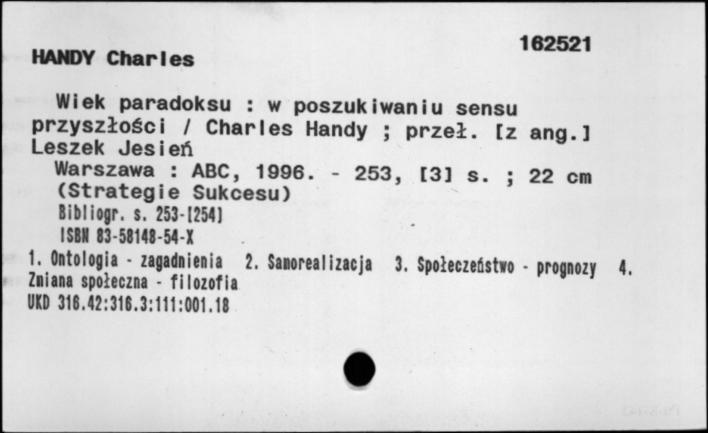 162521
HANDY Charles
Wiek paradoksu : w poszukiwaniu sensu
przyszłości / Charles Handy ; przeł. [z ang.]
Leszek Jesień
Warszawa : ABC, 1996. - 253, [3] s. ; 22 cm
(Strategie Sukcesu)
Bibliogr. s. 253-[254]
ISBN 83-58148-54-X
1. Ontologia - zagadnienia 2. Samorealizacja 3. Społeczeństwo - prognozy 4.
Zmiana społeczna - filozofia
UKD 316.42:316.3:111:001.18